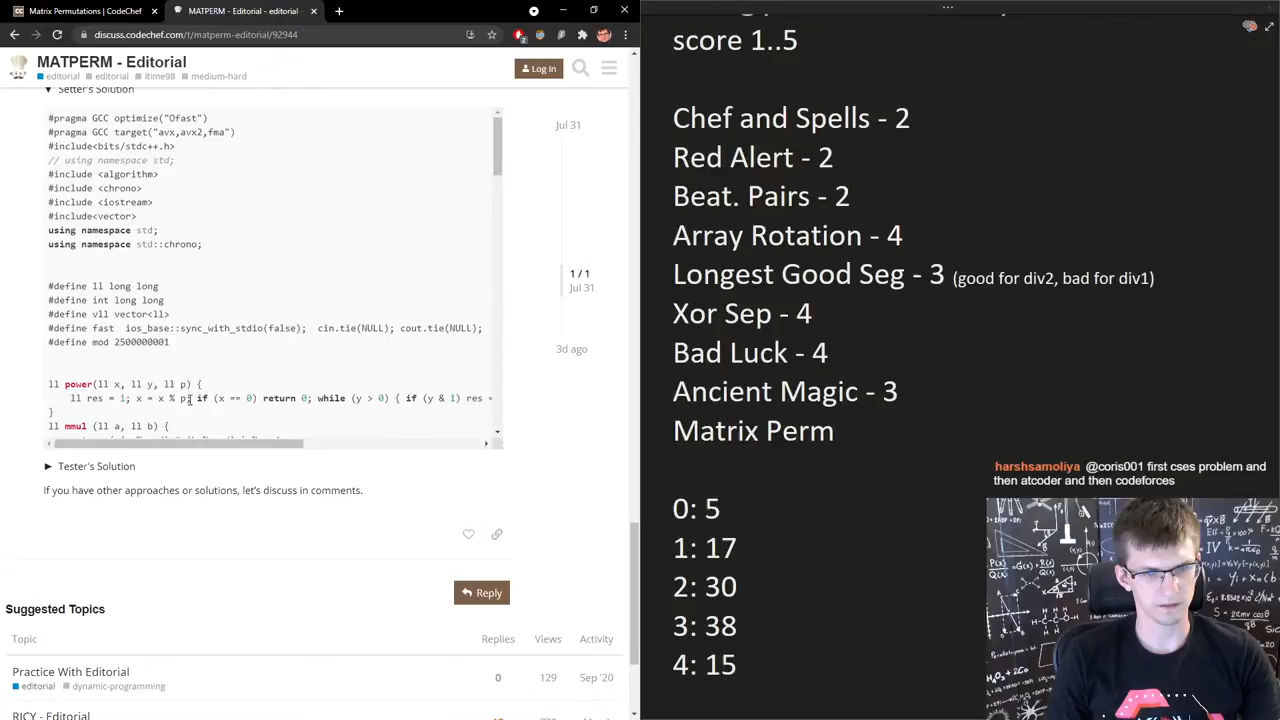 Matrix Permutations | CodeChef
MATPERM - Editorial - editorial -
discuss.codechef.com/t/matperm-editorial/92944
2
MATPERM - Editorial
editorial editorial ltime98 medium-hard
Log In
Setter's Solution
#pragma GCC optimize("Ofast")
#pragma GCC target("avx,avx2,fma")
#include<bits/stdc++.h>
// using namespace std;
#include <algorithm>
#include <chrono>
#include <iostream>
#include<vector>
using namespace std;
using namespace std::chrono;
#define ll long long
#define int long long
#define vll vector<ll>
#define fast ios_base::sync_with_stdio(false); cin.tie(NULL); cout.tie(NULL);
#define mod 2500000001
ll power(ll x, ll y, ll p) {
ll res = 1; x = x % p; if (x == 0) return 0; while (y > 0) { if (y & 1) res =
}
ll mmul (ll a, ll b) {
Tester's Solution
If you have other approaches or solutions, let's discuss in comments.
Jul 31
1 / 1
Jul 31
3d ago
Reply
Suggested Topics
Topic Replies Views Activity
Practice With Editorial 0 129 Sep '20
editorial dynamic-programming
RICY - Editorial
score 1..5
Chef and Spells - 2
Red Alert - 2
Beat. Pairs - 2
Array Rotation - 4
Longest Good Seg - 3 (good for div2, bad for div1)
Xor Sep - 4
Bad Luck - 4
Ancient Magic - 3
Matrix Perm
0: 5
1: 17
2: 30
3: 38
4: 15
harshsamoliya @coris001 first cses problem and
then atcoder and then codeforces